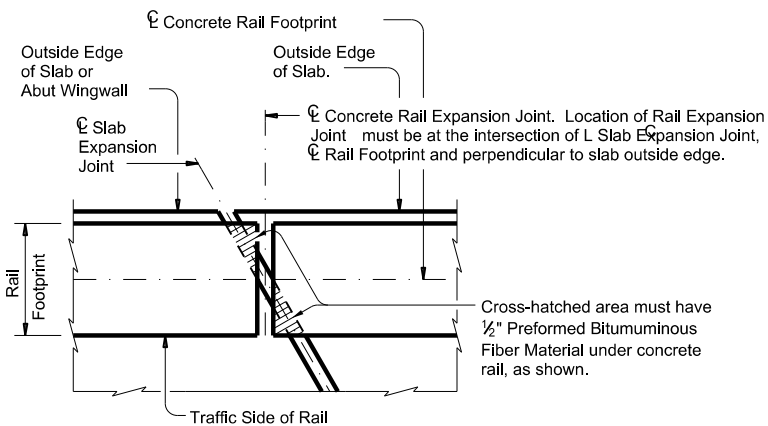 ℄ Concrete Rail Footprint
Outside Edge
of Slab or
Abut Wingwall
Outside Edge
of Slab.
℄ Slab
Expansion
Joint
℄ Concrete Rail Expansion Joint. Location of Rail Expansion
Joint must be at the intersection of L Slab E℄xpansion Joint,
℄ Rail Footprint and perpendicular to slab outside edge.
Rail
Footprint
Cross-hatched area must have
½" Preformed Bitumuminous
Fiber Material under concrete
rail, as shown.
Traffic Side of Rail